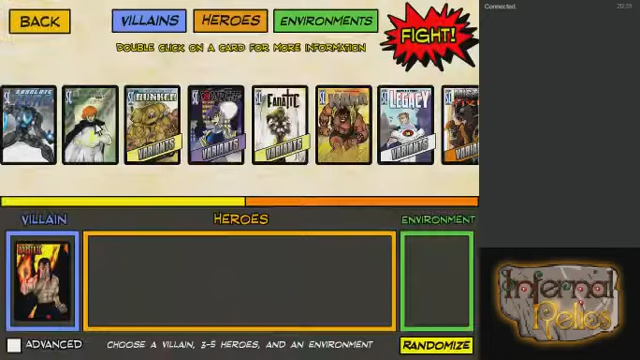 BACK
VILLAINS
HEROES
ENVIRONMENTS
FIGHT!
DOUBLE CLICK ON A CARD FOR MORE INFORMATION
BUNKER
FANATIC
LEGACY
VARIANTS
VARIANTS
VARIANTS
VARIANTS
VARIANTS
VILLAIN
HEROES
ENVIRONMENT
ADVANCED
CHOOSE A VILLAIN, 3-5 HEROES, AND AN ENVIRONMENT
RANDOMIZE
Connected.
Infernal
Relics